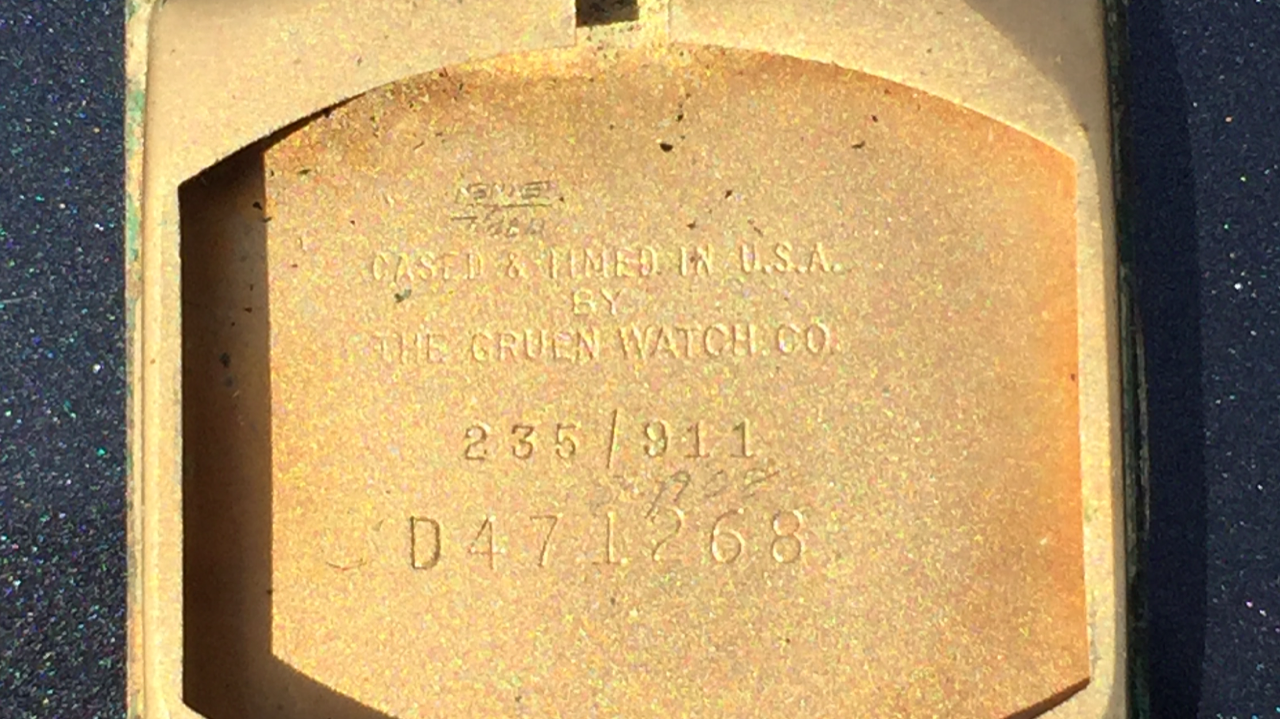 CASED & TIMED IN U.S.A.
BY
THE GRUEN WATCH CO.
235/911
D471268